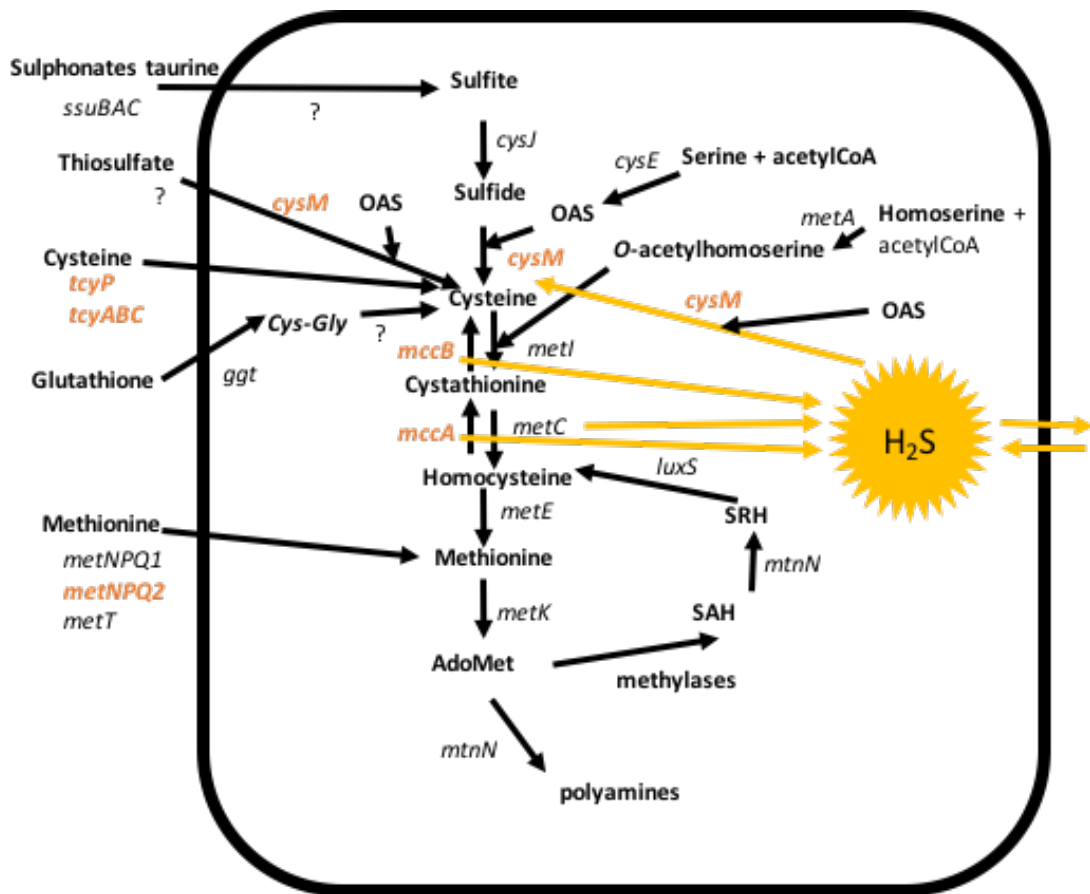 Sulphonates taurine
ssuBAC
?
Sulfite
cysJ
Thiosulfate
?
cysM
OAS
Sulfide
OAS
cysE
Serine + acetylCoA
metA
Homoserine +
acetylCoA
O-acetylhomoserine
cysM
Cysteine
tcyP
tcyABC
Cysteine
cysM
OAS
Cys-Gly
?
mccB
metI
Glutathione
ggt
Cystathionine
mccA
metC
H₂S
Homocysteine
luxS
metE
SRH
Methionine
metNPQ1
metNPQ2
metT
Methionine
mtnN
metK
SAH
AdoMet
methylases
mtnN
polyamines